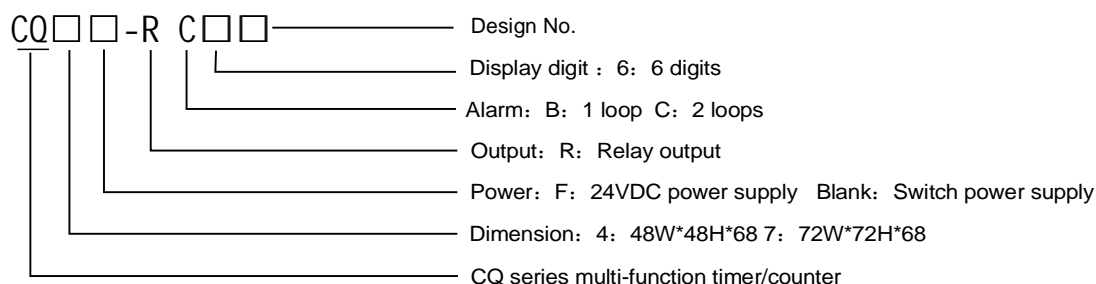 CQ□□-R C□□ Design No.
Display digit：6：6 digits
Alarm：B：1 loop C：2 loops
Output：R：Relay output
Power：F：24VDC power supply Blank：Switch power supply
Dimension：4：48W*48H*68 7：72W*72H*68
CQ series multi-function timer/counter